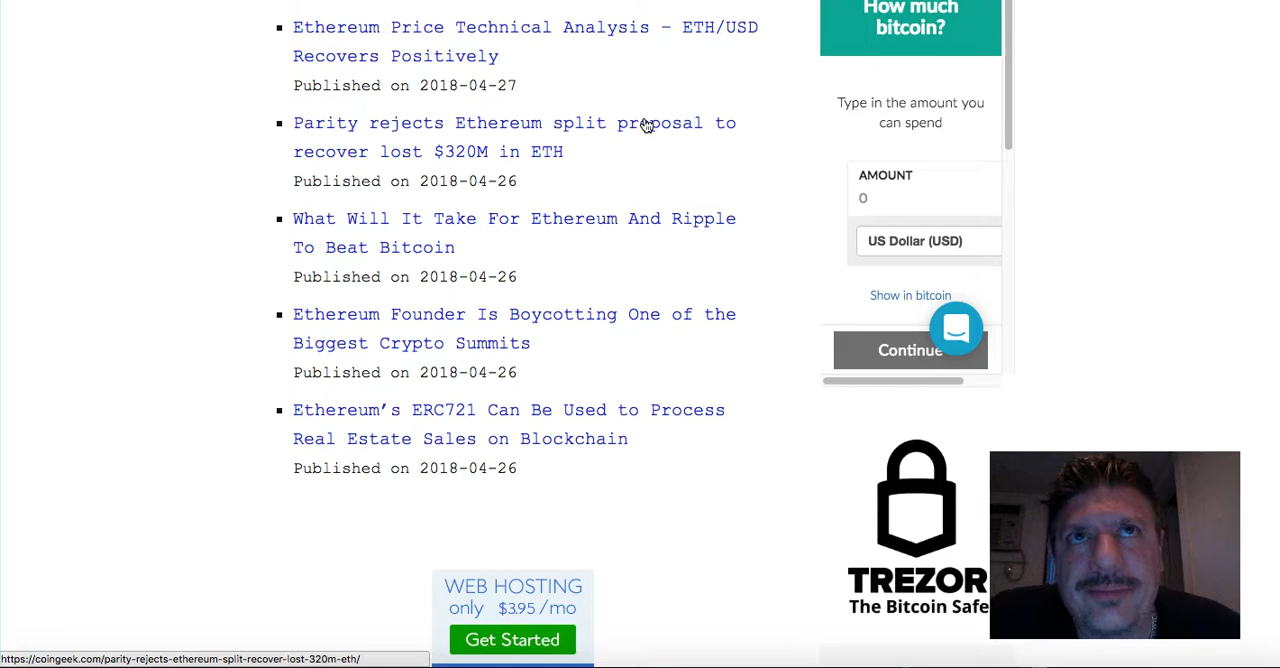 Ethereum Price Technical Analysis – ETH/USD
Recovers Positively
Published on 2018-04-27
Parity rejects Ethereum split proposal to
recover lost $320M in ETH
Published on 2018-04-26
What Will It Take For Ethereum And Ripple
To Beat Bitcoin
Published on 2018-04-26
Ethereum Founder Is Boycotting One of the
Biggest Crypto Summits
Published on 2018-04-26
Ethereum’s ERC721 Can Be Used to Process
Real Estate Sales on Blockchain
Published on 2018-04-26
How much
bitcoin?
Type in the amount you
can spend
AMOUNT
0
US Dollar (USD)
Show in bitcoin
Continue
TREZOR
The Bitcoin Safe
WEB HOSTING
only $3.95/mo
Get Started
https://coingeek.com/parity-rejects-ethereum-split-recover-lost-320m-eth/